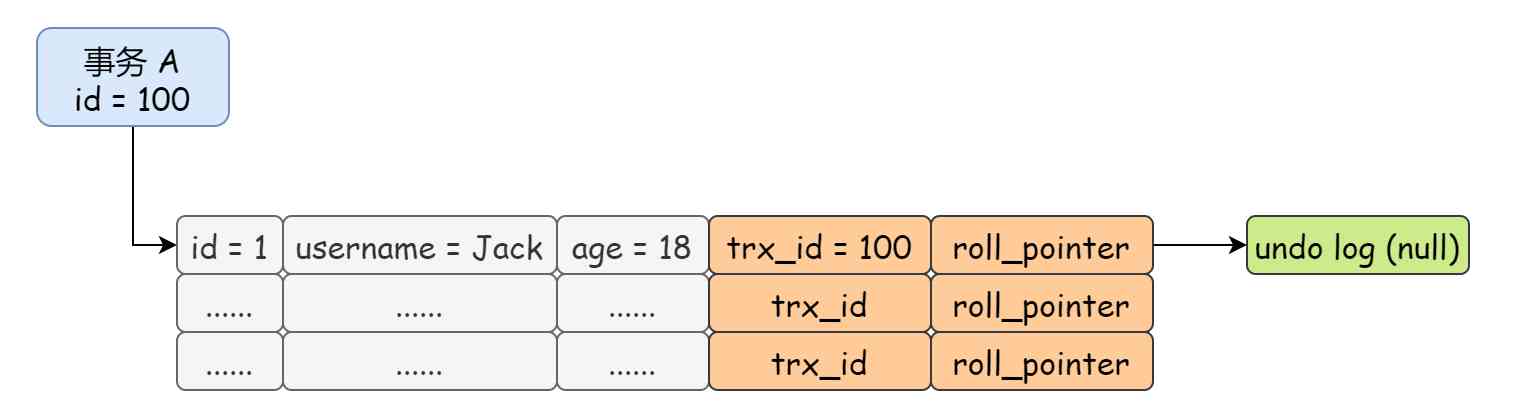 事务 A
id = 100
id = 1 username = Jack age = 18 trx_id = 100 roll_pointer undo log (null)
...... ...... ...... trx_id roll_pointer
...... ...... ...... trx_id roll_pointer